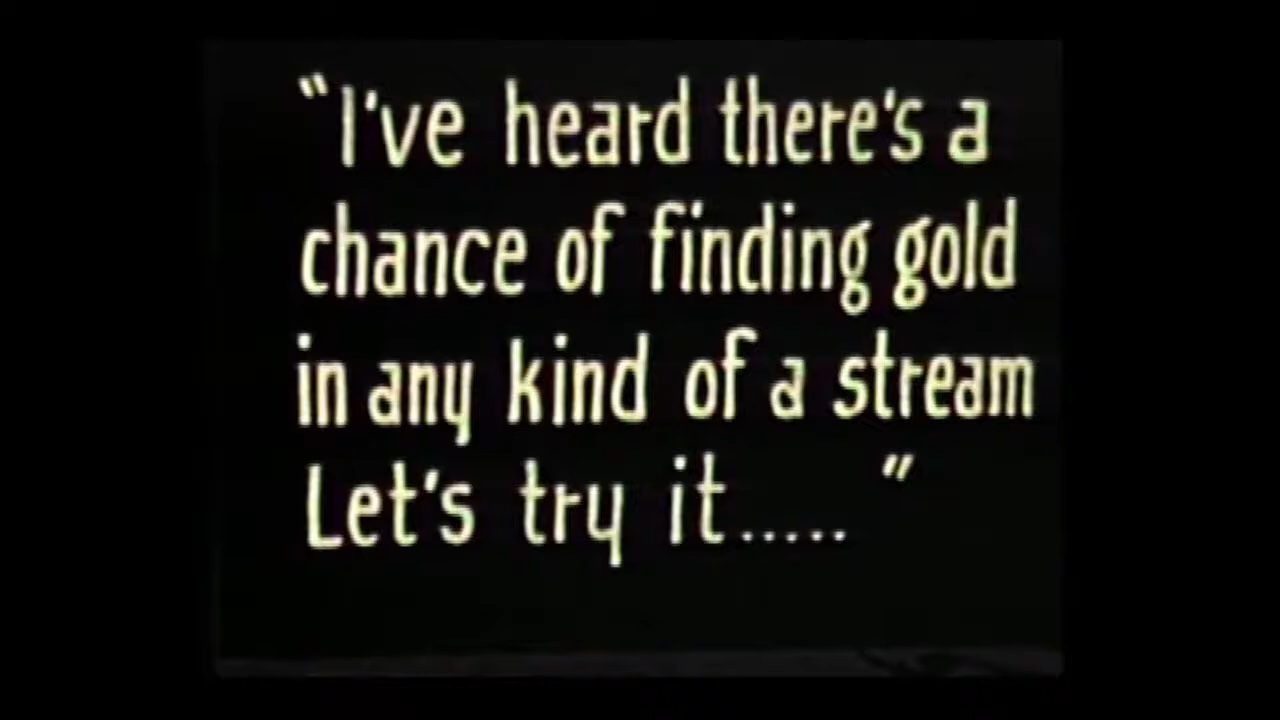 "I've heard there's a
chance of finding gold
in any kind of a stream
Let's try it....."